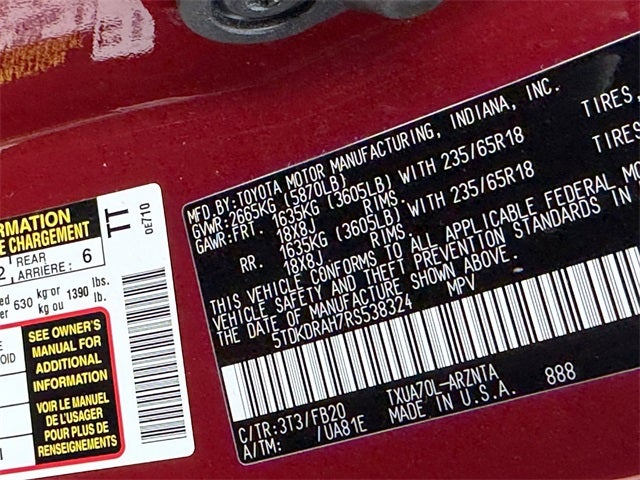 ORMATION
E CHARGEMENT
2 REAR
ARRIÈRE: 6
630 kg or 1390 lbs.
kg ou lb.
SEE OWNER'S
MANUAL FOR
ADDITIONAL
INFORMATION
VOIR LE MANUEL
DE L'USAGER
POUR PLUS DE
RENSEIGNEMENTS
TT
0E710
MFD.BY:TOYOTA MOTOR MANUFACTURING, INDIANA, INC.
GVWR:2665KG (5870LB)
GAWR:FRT. 1635KG (3605LB) WITH 235/65R18 TIRES,
18X8J RIMS.
RR. 1635KG (3605LB) WITH 235/65R18 TIRES
18X8J RIMS.
THIS VEHICLE CONFORMS TO ALL APPLICABLE FEDERAL MO
VEHICLE SAFETY AND THEFT PREVENTION STANDARDS IN
THE DATE OF MANUFACTURE SHOWN ABOVE.
5TDKDRAH7RS538324 MPV
C/TR:3T3/FB20 TXUA70L-ARZNTA
A/TM: /UA81E MADE IN U.S.A. 888